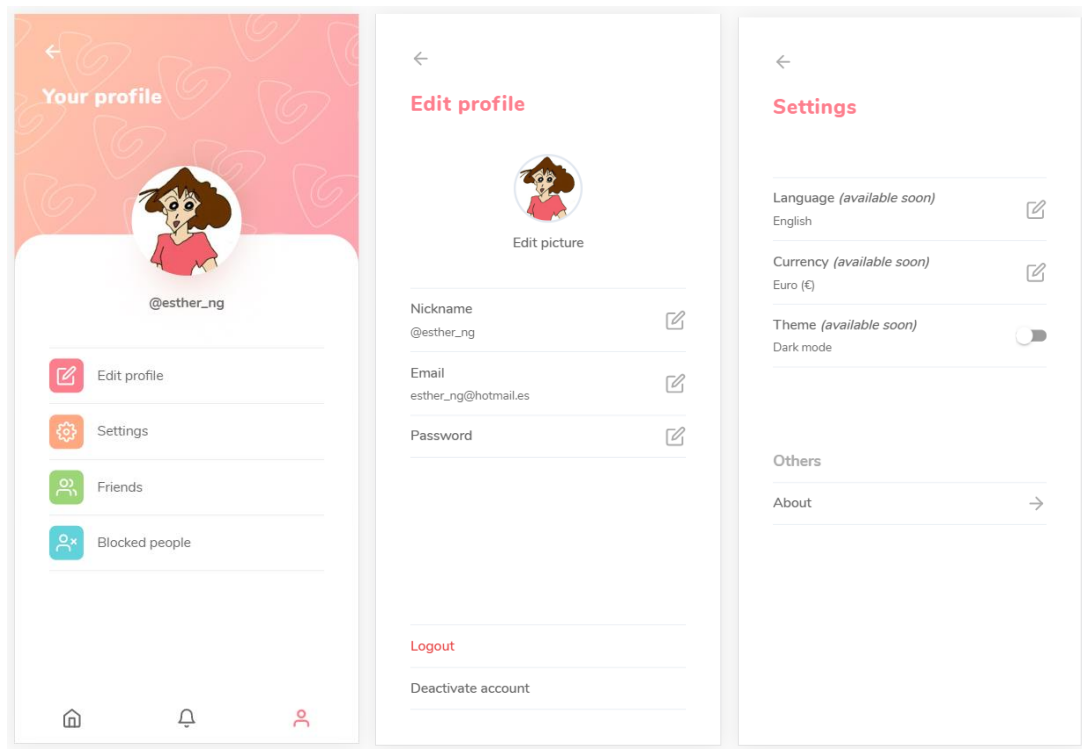 Your profile
@esther_ng
Edit profile
Settings
Friends
Blocked people
Edit profile
Edit picture
Nickname
@esther_ng
Email
esther_ng@hotmail.es
Password
Logout
Deactivate account
Settings
Language (available soon)
English
Currency (available soon)
Euro (€)
Theme (available soon)
Dark mode
Others
About